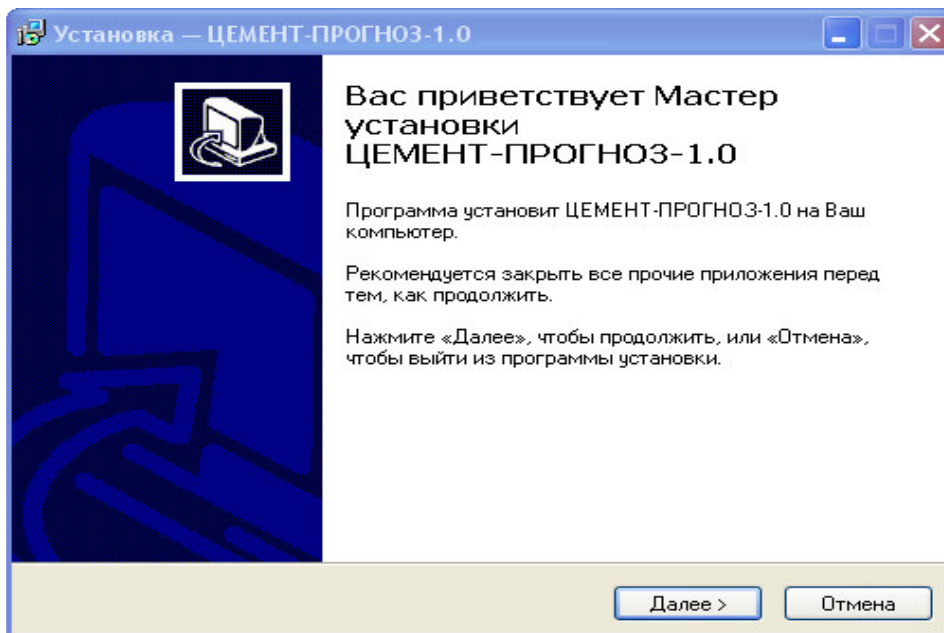 Установка — ЦЕМЕНТ-ПРОГНОЗ-1.0
Вас приветствует Мастер
установки
ЦЕМЕНТ-ПРОГНОЗ-1.0
Программа установит ЦЕМЕНТ-ПРОГНОЗ-1.0 на Ваш
компьютер.
Рекомендуется закрыть все прочие приложения перед
тем, как продолжить.
Нажмите «Далее», чтобы продолжить, или «Отмена»,
чтобы выйти из программы установки.
Далее >
Отмена